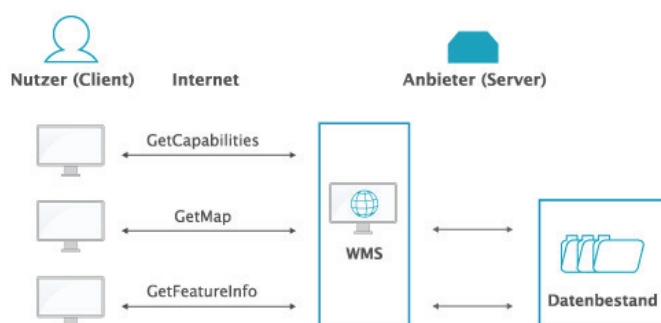 Nutzer (Client) Internet Anbieter (Server)
GetCapabilities
GetMap
WMS
GetFeatureInfo
Datenbestand